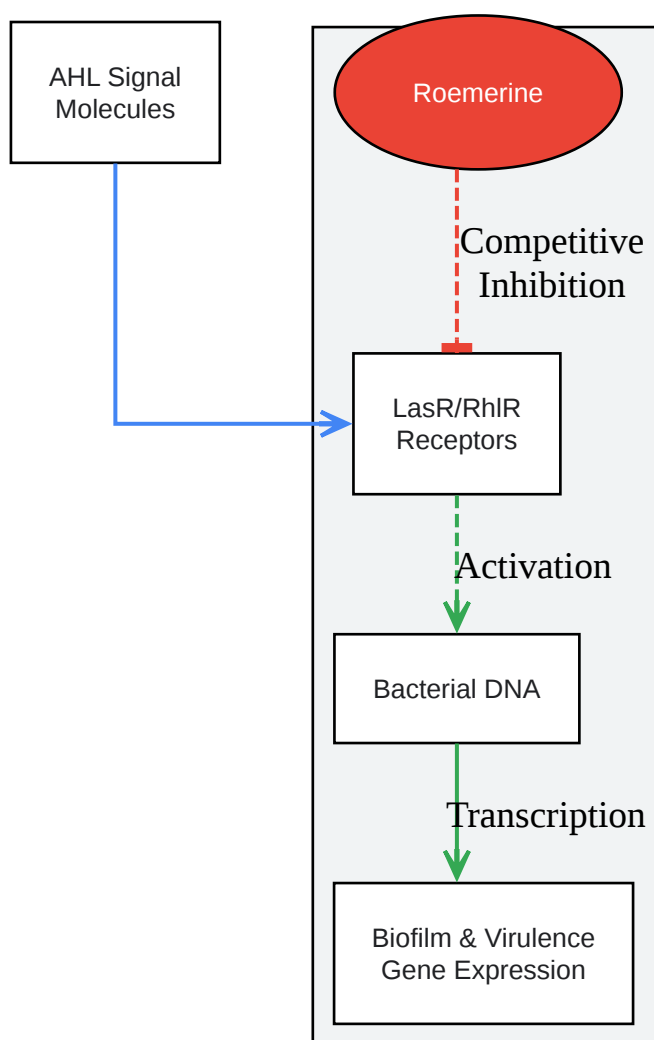 AHL Signal
Molecules
Roemerine
Competitive
Inhibition
LasR/RhlR
Receptors
Activation
Bacterial DNA
Transcription
Biofilm & Virulence
Gene Expression